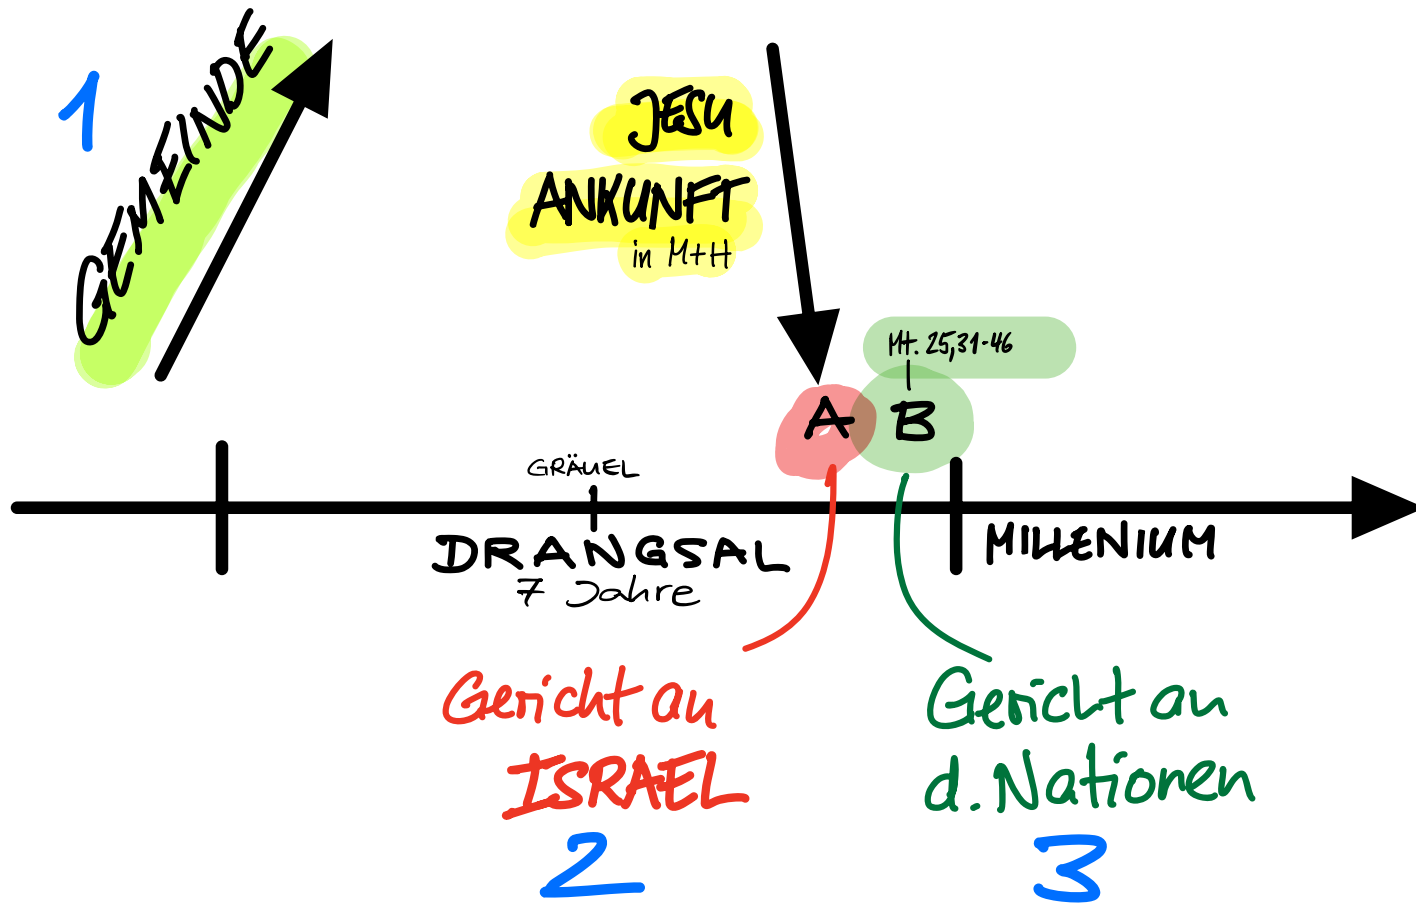 1
GEMEINDE
JESU
ANKUNFT
in M+H
Mt. 25,31-46
A B
GRÄUEL
DRANGSAL
7 Jahre
MILLENIUM
Gericht an
ISRAEL
2
Gericht an
d. Nationen
3